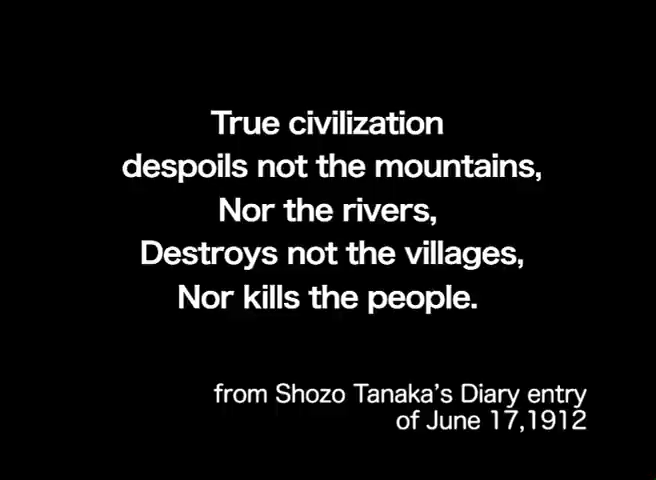 True civilization
despoils not the mountains,
Nor the rivers,
Destroys not the villages,
Nor kills the people.
from Shozo Tanaka's Diary entry
of June 17,1912